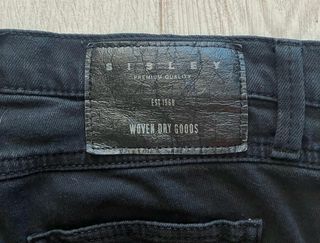 SISLEY
PREMIUM QUALITY
EST 1968
WOVEN DRY GOODS